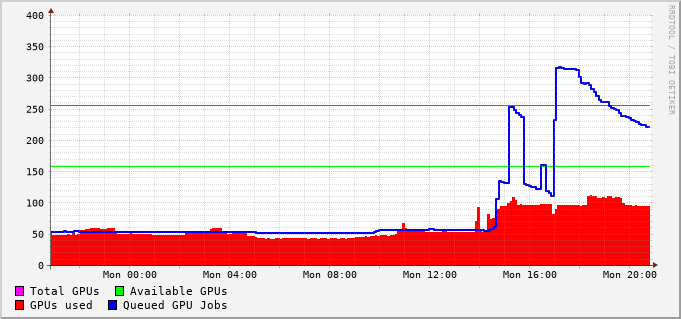 400
350
300
250
200
150
100
50
0
Mon 00:00 Mon 04:00 Mon 08:00 Mon 12:00 Mon 16:00 Mon 20:00
Total GPUs Available GPUs
GPUs used Queued GPU Jobs
RRDTOOL / TOBI OETIKER